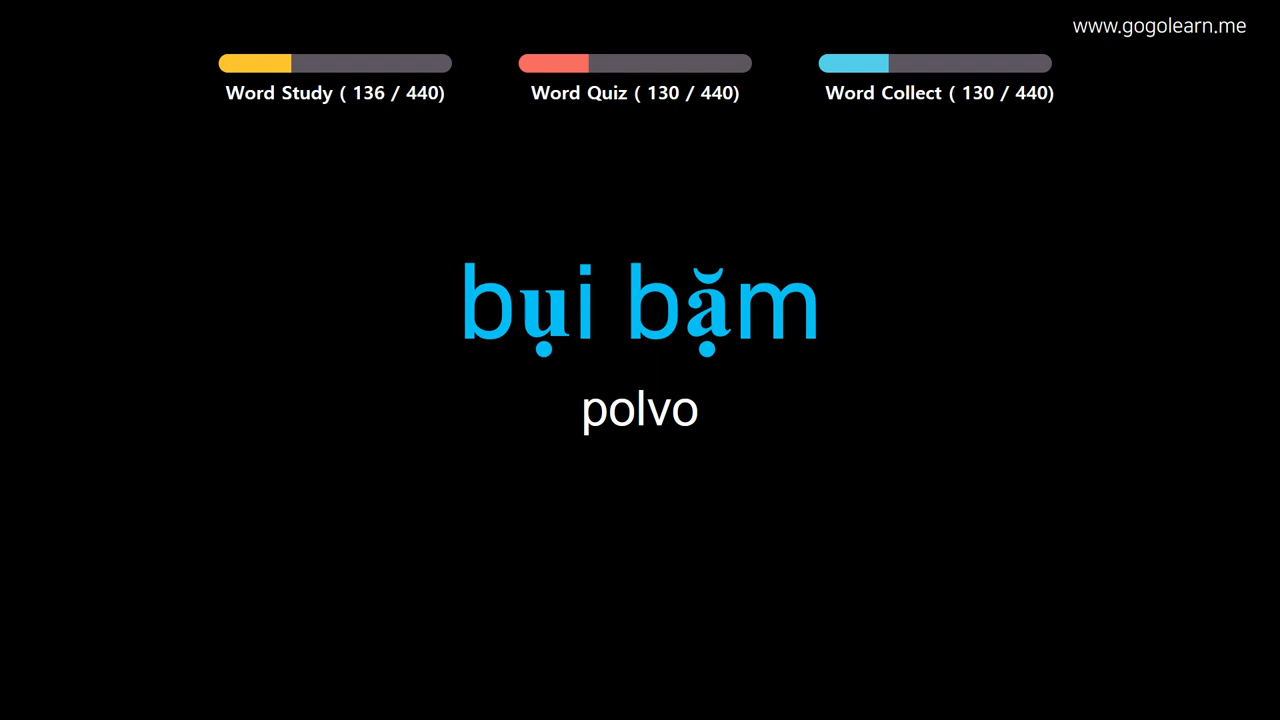 www.gogolearn.me
Word Study ( 136 / 440)
Word Quiz ( 130 / 440)
Word Collect ( 130 / 440)
bụi bặm
polvo